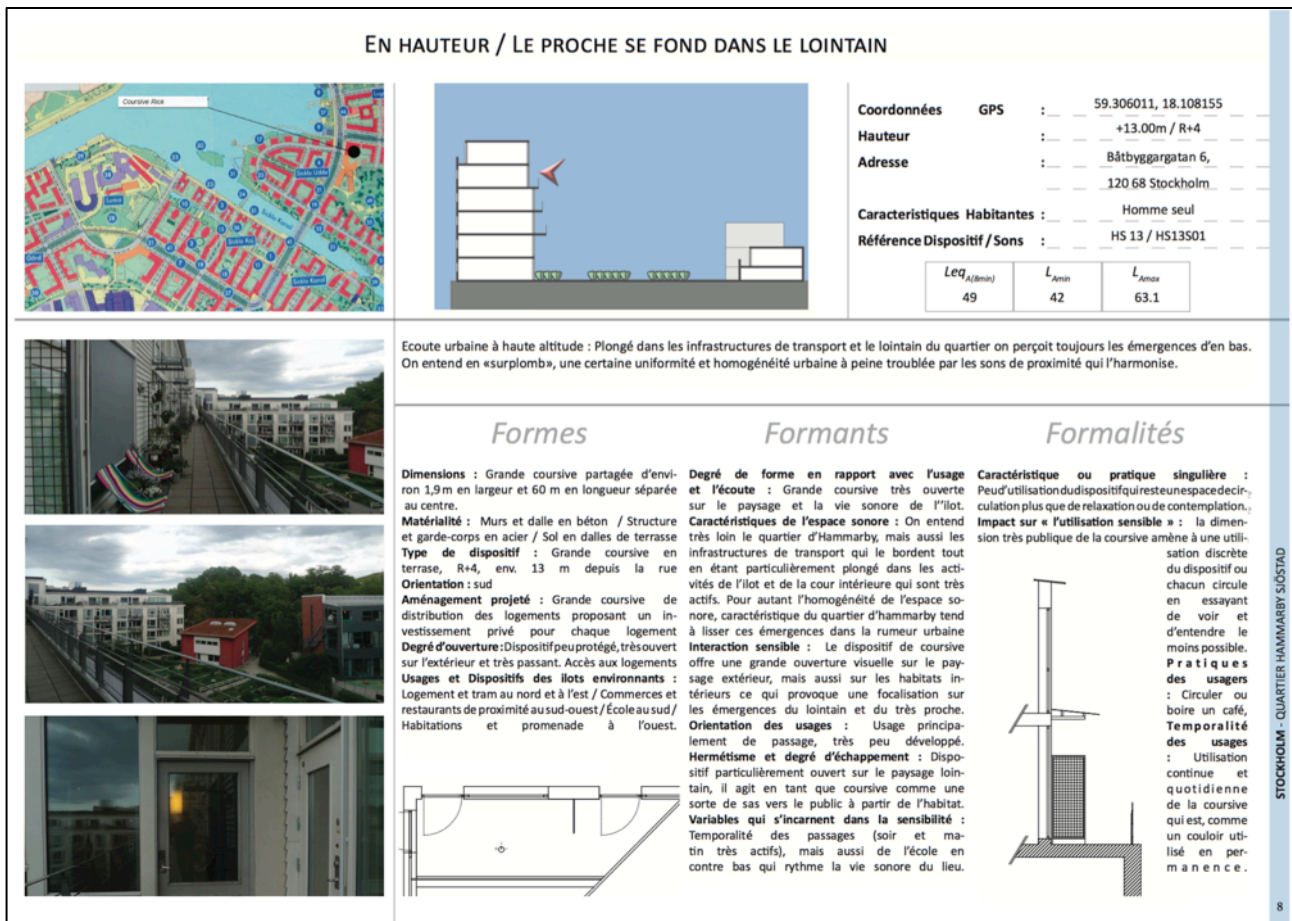 EN HAUTEUR / LE PROCHE SE FOND DANS LE LOINTAIN
Coursive Rick
Coordonnées GPS : 59.306011, 18.108155
Hauteur : +13.00m / R+4
Adresse : Båtbyggargatan 6,
120 68 Stockholm
Caracteristiques Habitantes : Homme seul
Référence Dispositif / Sons : HS 13 / HS13S01
LeqA(8min) LAmin LAmax
49 42 63.1
Ecoute urbaine à haute altitude : Plongé dans les infrastructures de transport et le lointain du quartier on perçoit toujours les émergences d'en bas.
On entend en «surplomb», une certaine uniformité et homogénéité urbaine à peine troublée par les sons de proximité qui l'harmonise.
Formes
Dimensions : Grande coursive partagée d'envi-
ron 1,9 m en largeur et 60 m en longueur séparée
au centre.
Matérialité : Murs et dalle en béton / Structure
et garde-corps en acier / Sol en dalles de terrasse
Type de dispositif : Grande coursive en
terrase, R+4, env. 13 m depuis la rue
Orientation : sud
Aménagement projeté : Grande coursive de
distribution des logements proposant un in-
vestissement privé pour chaque logement
Degré d'ouverture : Dispositif peu protégé, très ouvert
sur l'extérieur et très passant. Accès aux logements
Usages et Dispositifs des ilots environnants :
Logement et tram au nord et à l'est / Commerces et
restaurants de proximité au sud-ouest / École au sud /
Habitations et promenade à l'ouest.
Formants
Degré de forme en rapport avec l'usage
et l'écoute : Grande coursive très ouverte
sur le paysage et la vie sonore de l''ilot.
Caractéristiques de l'espace sonore : On entend
très loin le quartier d'Hammarby, mais aussi les
infrastructures de transport qui le bordent tout
en étant particulièrement plongé dans les acti-
vités de l'ilot et de la cour intérieure qui sont très
actifs. Pour autant l'homogénéité de l'espace so-
nore, caractéristique du quartier d'hammarby tend
à lisser ces émergences dans la rumeur urbaine
Interaction sensible : Le dispositif de coursive
offre une grande ouverture visuelle sur le pay-
sage extérieur, mais aussi sur les habitats in-
térieurs ce qui provoque une focalisation sur
les émergences du lointain et du très proche.
Orientation des usages : Usage principa-
lement de passage, très peu développé.
Hermétisme et degré d'échappement : Dispo-
sitif particulièrement ouvert sur le paysage loin-
tain, il agit en tant que coursive comme une
sorte de sas vers le public à partir de l'habitat.
Variables qui s'incarnent dans la sensibilité :
Temporalité des passages (soir et ma-
tin très actifs), mais aussi de l'école en
contre bas qui rythme la vie sonore du lieu.
Formalités
Caractéristique ou pratique singulière :
Peu d'utilisation du dispositif qui reste un espace de cir-
culation plus que de relaxation ou de contemplation.
Impact sur « l'utilisation sensible » : la dimen-
sion très publique de la coursive amène à une utili-
sation discrète
du dispositif ou
chacun circule
en essayant
de voir et
d'entendre le
moins possible.
Pratiques
des usagers
: Circuler ou
boire un café,
Temporalité
des usages
: Utilisation
continue et
quotidienne
de la coursive
qui est, comme
un couloir uti-
lisé en per-
manence.
STOCKHOLM - QUARTIER HAMMARBY SJÖSTAD
8